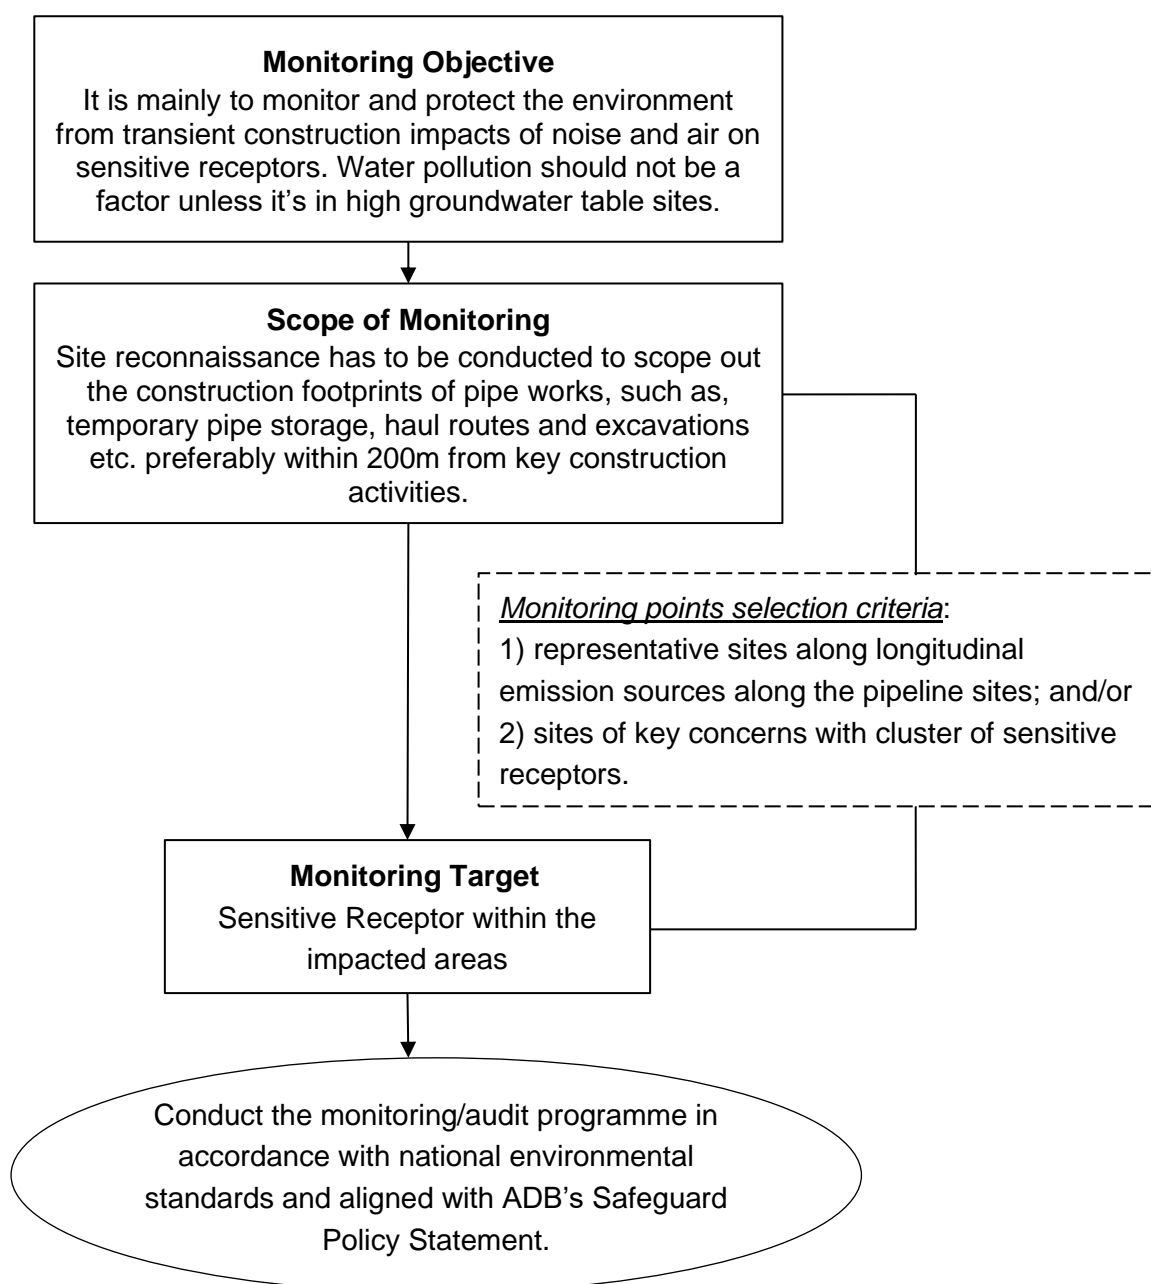 Monitoring Objective
It is mainly to monitor and protect the environment
from transient construction impacts of noise and air on
sensitive receptors. Water pollution should not be a
factor unless it’s in high groundwater table sites.
Scope of Monitoring
Site reconnaissance has to be conducted to scope out
the construction footprints of pipe works, such as,
temporary pipe storage, haul routes and excavations
etc. preferably within 200m from key construction
activities.
Monitoring points selection criteria:
1) representative sites along longitudinal
emission sources along the pipeline sites; and/or
2) sites of key concerns with cluster of sensitive
receptors.
Monitoring Target
Sensitive Receptor within the
impacted areas
Conduct the monitoring/audit programme in
accordance with national environmental
standards and aligned with ADB’s Safeguard
Policy Statement.